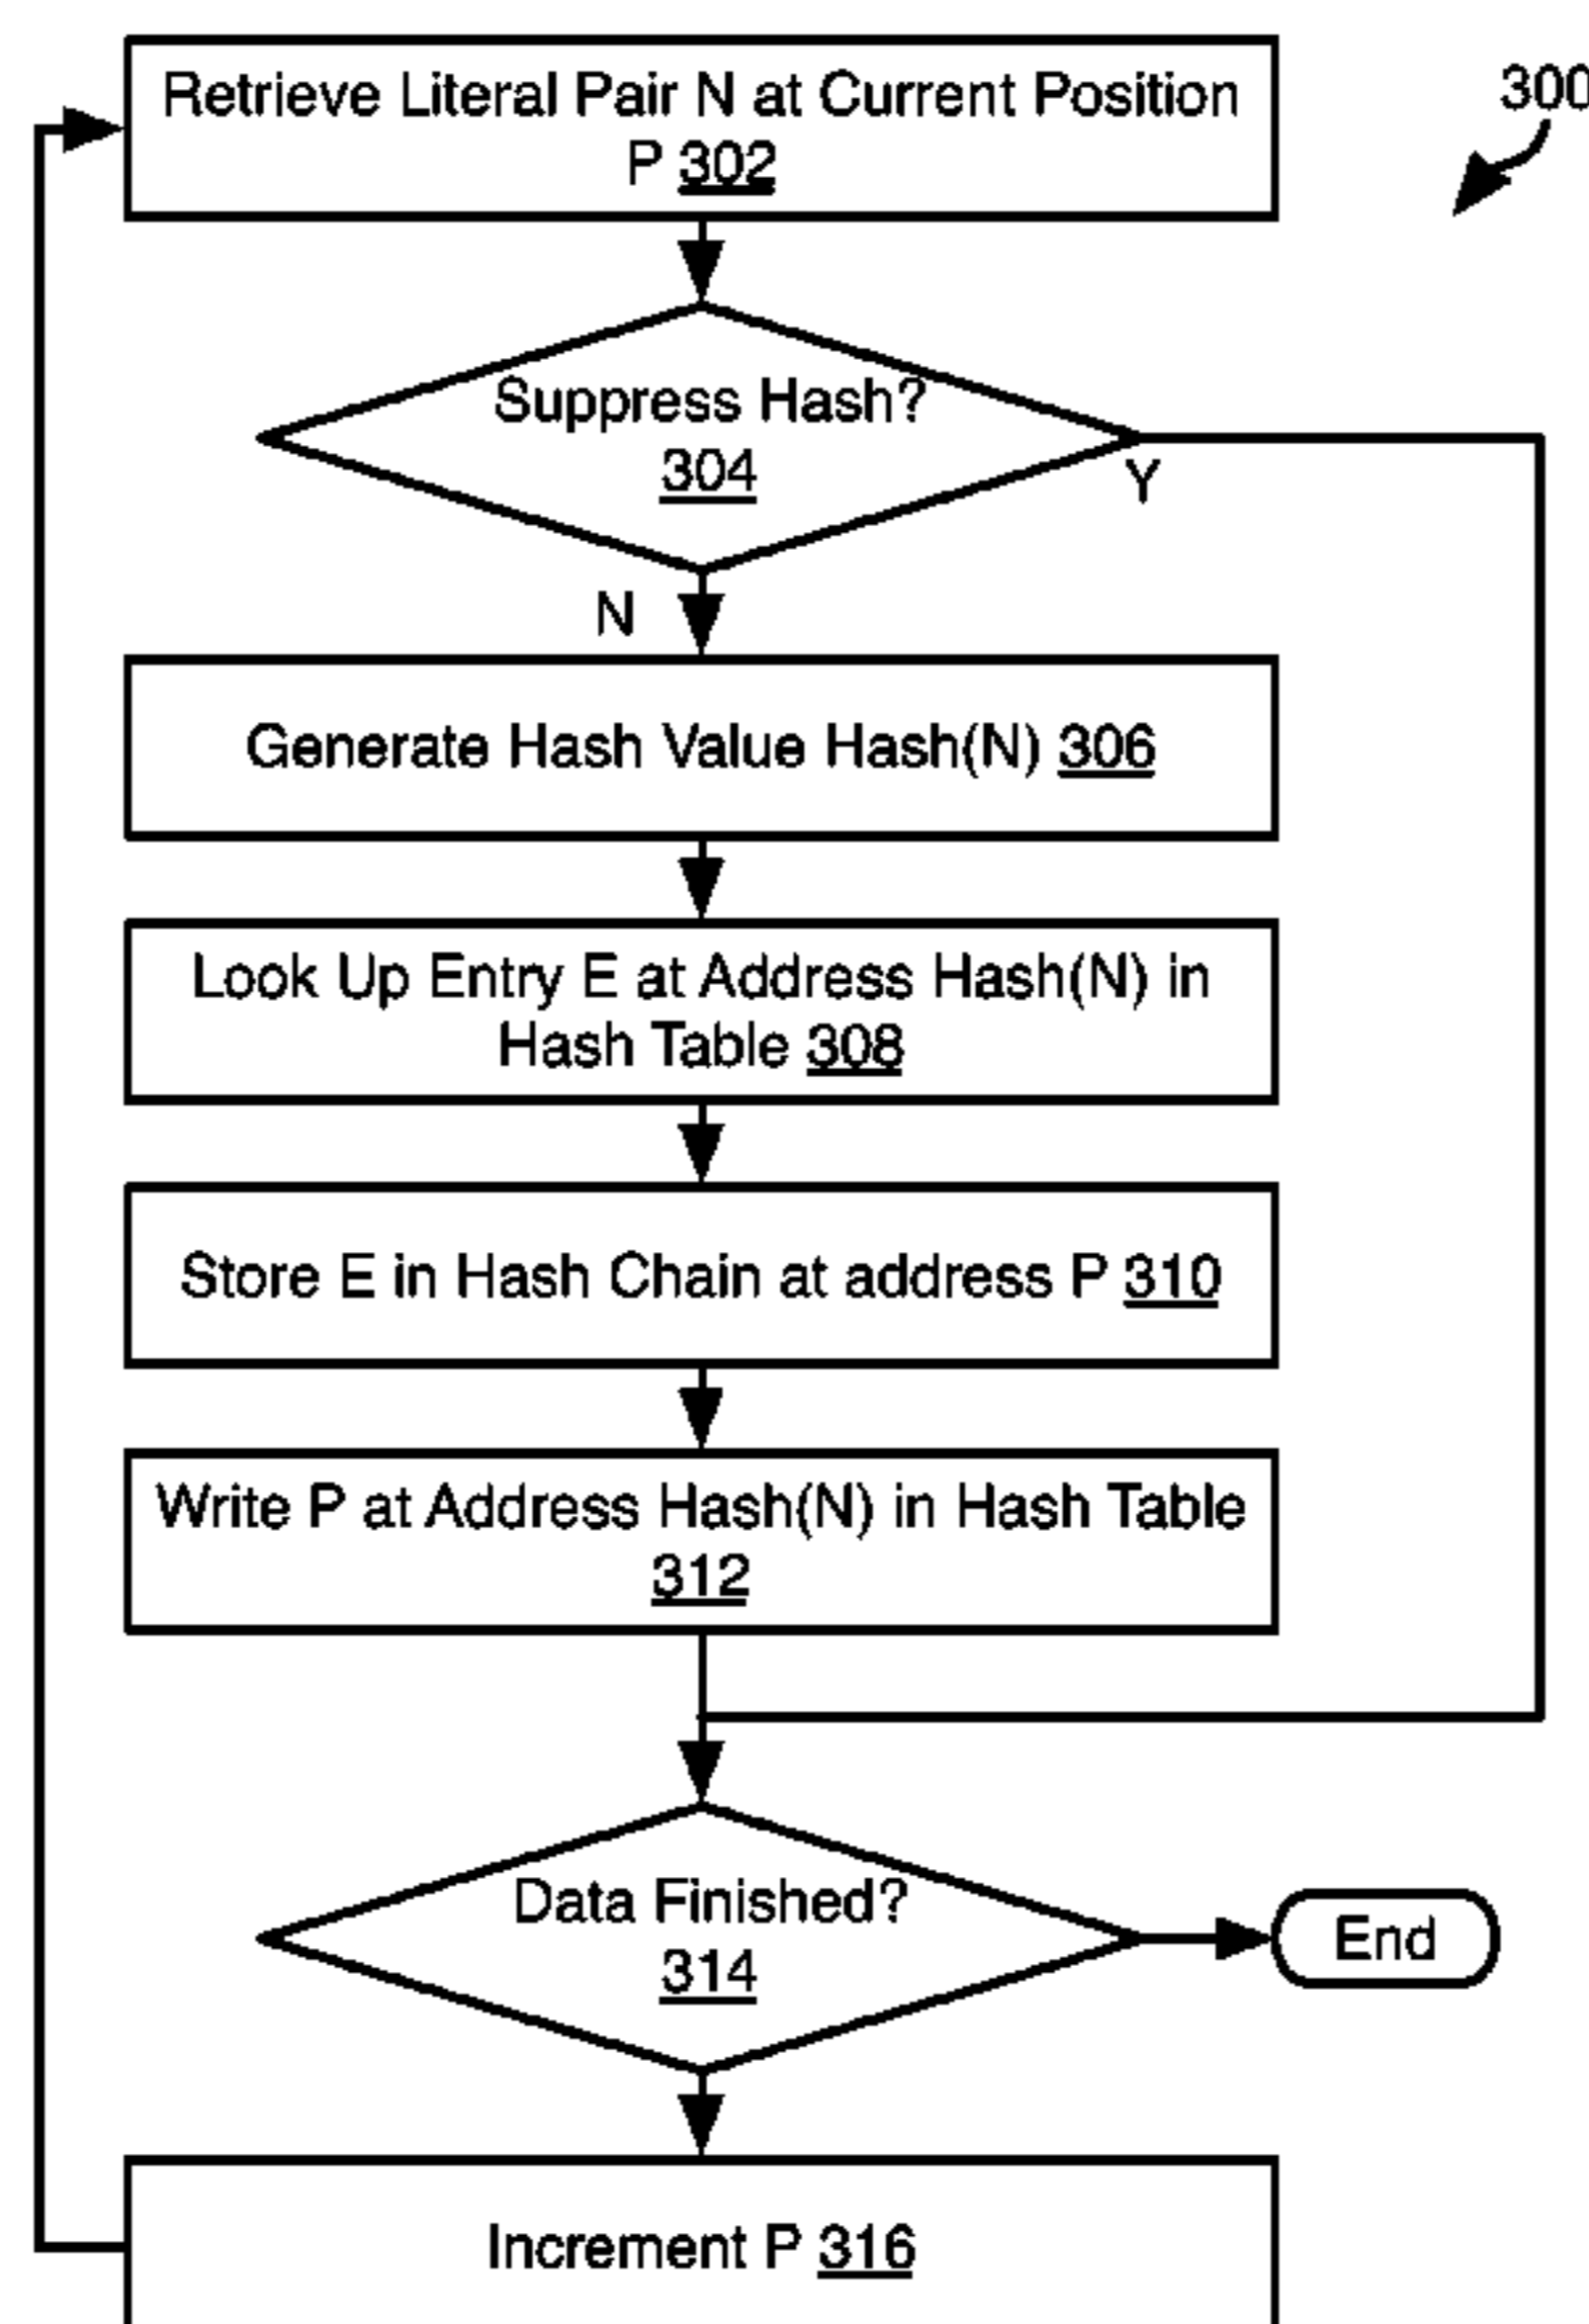 Retrieve Literal Pair N at Current Position
P 302
300
Suppress Hash?
304
Y
N
Generate Hash Value Hash(N) 306
Look Up Entry E at Address Hash(N) in
Hash Table 308
Store E in Hash Chain at address P 310
Write P at Address Hash(N) in Hash Table
312
Data Finished?
314
End
Increment P 316